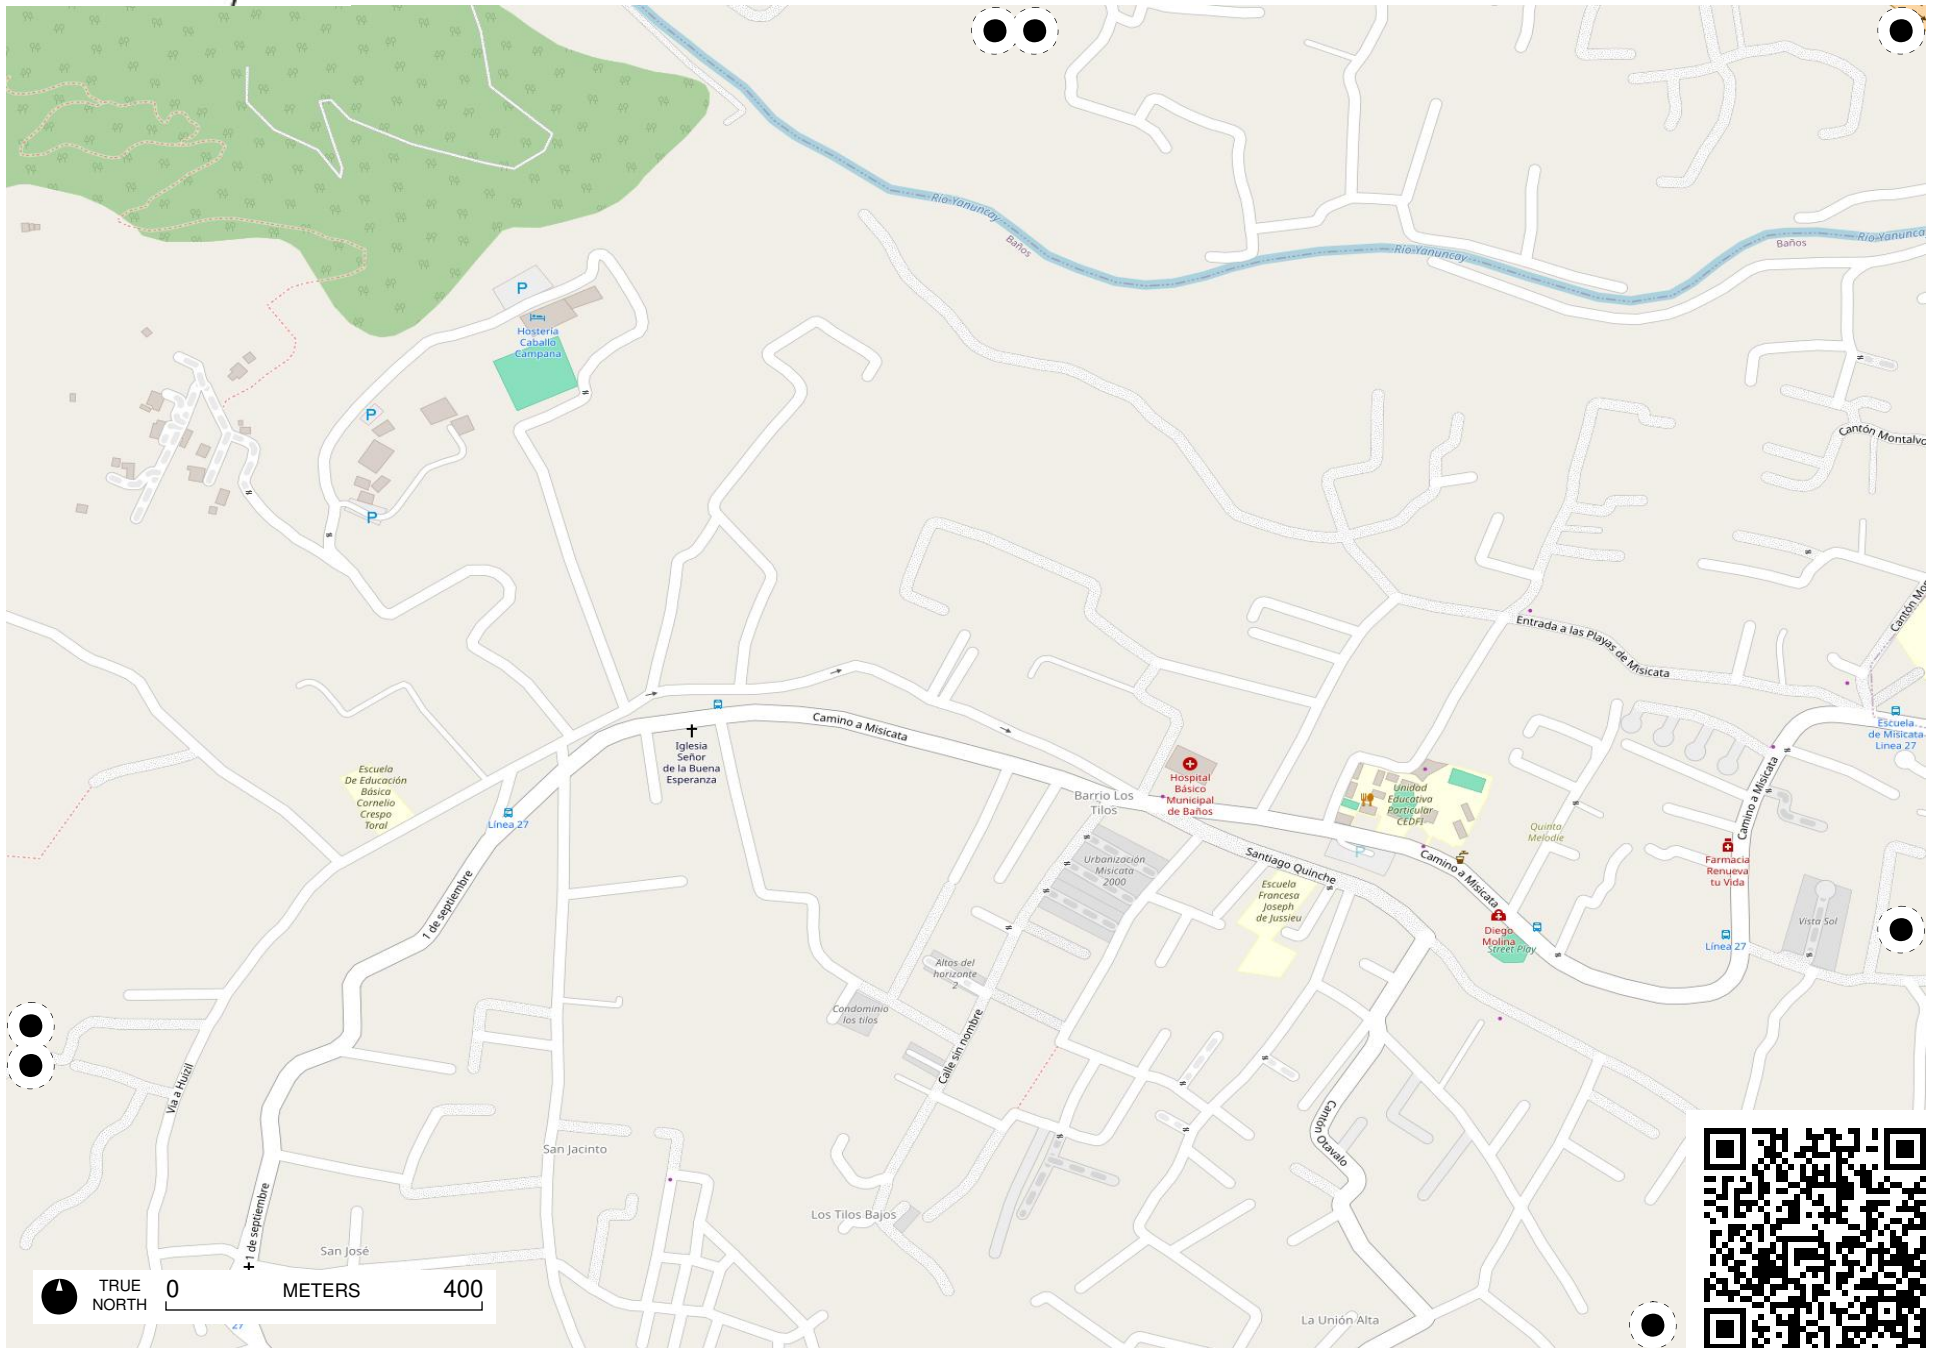 Río Yanuncay
Baños
Río Yanuncay
Baños
Río Yanuncay
P
Hosteria
Caballo
Campana
P
P
Cantón Montalvo
Entrada a las Playas de Misicata
Escuela
de Misicata
Linea 27
Camino a Misicata
Iglesia
Señor
de la Buena
Esperanza
Escuela
De Educación
Básica
Cornelio
Crespo
Toral
Línea 27
Barrio Los
Tilos
Hospital
Básico
Municipal
de Baños
Unidad
Educativa
Particular
CEDFI
Quinta
Melodie
Camino a Misicata
P
Camino a Misicata
Santiago Quinche
Urbanización
Misicata
2000
Escuela
Francesa
Joseph
de Jussieu
Farmacia
Renueva
tu Vida
Diego
Molina
Street Play
Línea 27
Vista Sol
1 de septiembre
Altos del
horizonte
2
Condominio
los tilos
Calle sin nombre
Via a Huizil
Cantón Otavalo
San Jacinto
Los Tilos Bajos
1 de septiembre
San José
La Unión Alta
TRUE
NORTH
0 METERS 400
27